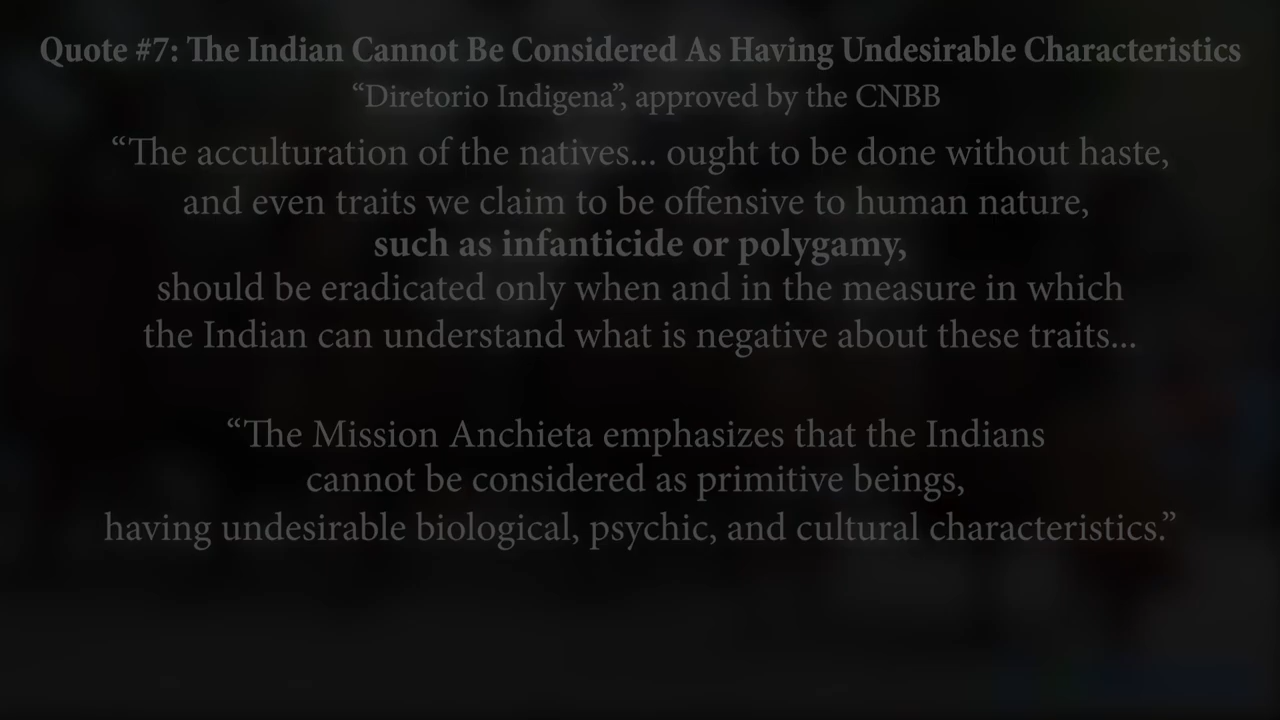 Quote #7: The Indian Cannot Be Considered As Having Undesirable Characteristics
“Diretorio Indigena”, approved by the CNBB
“The acculturation of the natives... ought to be done without haste,
and even traits we claim to be offensive to human nature,
such as infanticide or polygamy,
should be eradicated only when and in the measure in which
the Indian can understand what is negative about these traits...
“The Mission Anchieta emphasizes that the Indians
cannot be considered as primitive beings,
having undesirable biological, psychic, and cultural characteristics.”